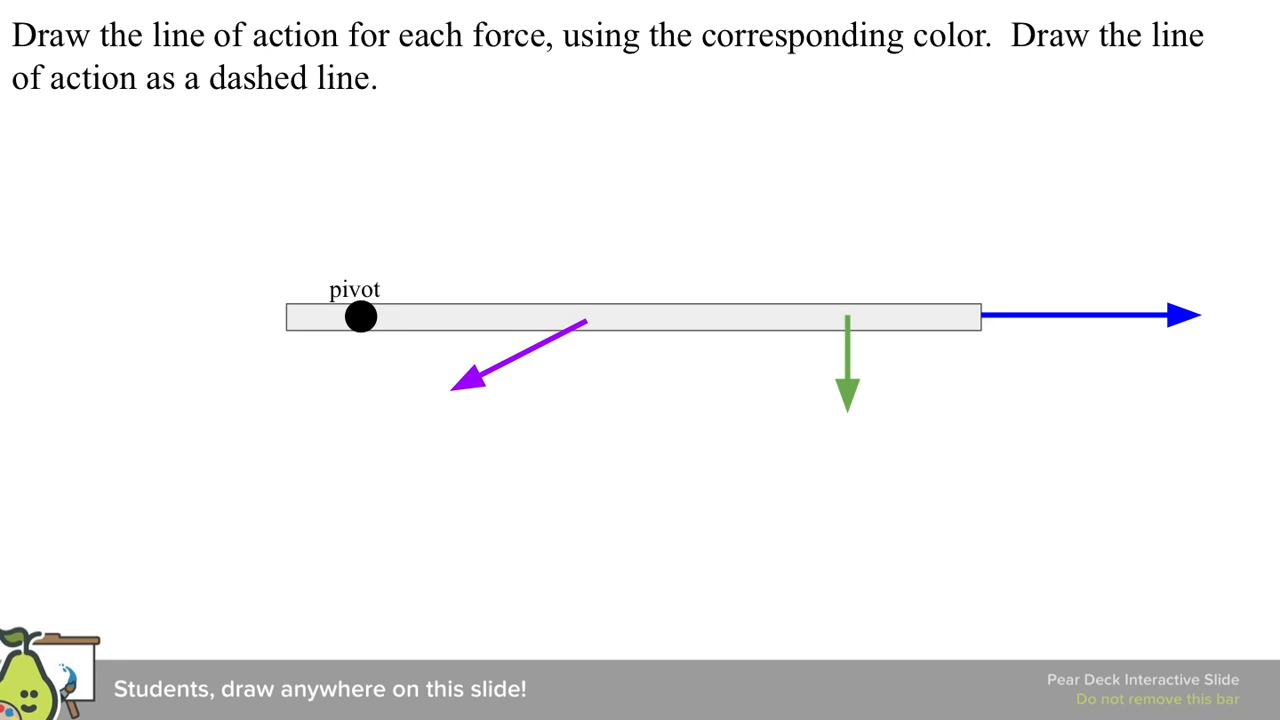 Draw the line of action for each force, using the corresponding color.  Draw the line
of action as a dashed line.
pivot
Students, draw anywhere on this slide!
Pear Deck Interactive Slide
Do not remove this bar